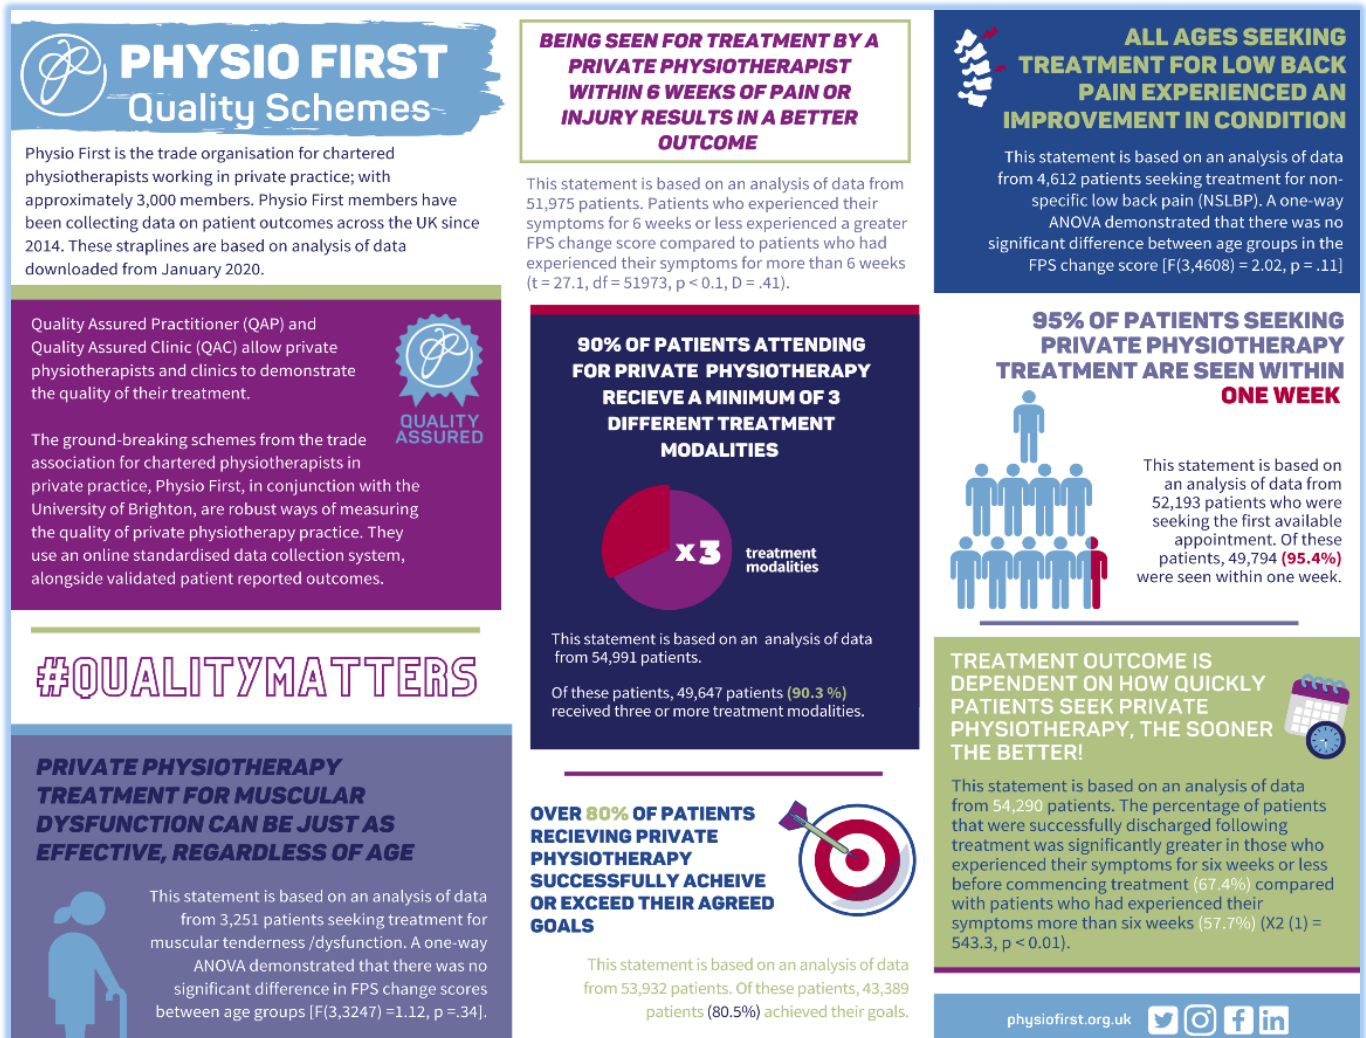 PHYSIO FIRST
Quality Schemes
Physio First is the trade organisation for chartered
physiotherapists working in private practice; with
approximately 3,000 members. Physio First members have
been collecting data on patient outcomes across the UK since
2014. These straplines are based on analysis of data
downloaded from January 2020.
Quality Assured Practitioner (QAP) and
Quality Assured Clinic (QAC) allow private
physiotherapists and clinics to demonstrate
the quality of their treatment.
QUALITY
ASSURED
The ground-breaking schemes from the trade
association for chartered physiotherapists in
private practice, Physio First, in conjunction with the
University of Brighton, are robust ways of measuring
the quality of private physiotherapy practice. They
use an online standardised data collection system,
alongside validated patient reported outcomes.
#QUALITYMATTERS
PRIVATE PHYSIOTHERAPY
TREATMENT FOR MUSCULAR
DYSFUNCTION CAN BE JUST AS
EFFECTIVE, REGARDLESS OF AGE
This statement is based on an analysis of data
from 3,251 patients seeking treatment for
muscular tenderness /dysfunction. A one-way
ANOVA demonstrated that there was no
significant difference in FPS change scores
between age groups [F(3,3247) =1.12, p =.34].
BEING SEEN FOR TREATMENT BY A
PRIVATE PHYSIOTHERAPIST
WITHIN 6 WEEKS OF PAIN OR
INJURY RESULTS IN A BETTER
OUTCOME
This statement is based on an analysis of data from
51,975 patients. Patients who experienced their
symptoms for 6 weeks or less experienced a greater
FPS change score compared to patients who had
experienced their symptoms for more than 6 weeks
(t = 27.1, df = 51973, p < 0.1, D = .41).
90% OF PATIENTS ATTENDING
FOR PRIVATE PHYSIOTHERAPY
RECIEVE A MINIMUM OF 3
DIFFERENT TREATMENT
MODALITIES
x3
treatment
modalities
This statement is based on an analysis of data
from 54,991 patients.
Of these patients, 49,647 patients (90.3 %)
received three or more treatment modalities.
OVER 80% OF PATIENTS
RECIEVING PRIVATE
PHYSIOTHERAPY
SUCCESSFULLY ACHEIVE
OR EXCEED THEIR AGREED
GOALS
This statement is based on an analysis of data
from 53,932 patients. Of these patients, 43,389
patients (80.5%) achieved their goals.
ALL AGES SEEKING
TREATMENT FOR LOW BACK
PAIN EXPERIENCED AN
IMPROVEMENT IN CONDITION
This statement is based on an analysis of data
from 4,612 patients seeking treatment for non-
specific low back pain (NSLBP). A one-way
ANOVA demonstrated that there was no
significant difference between age groups in the
FPS change score [F(3,4608) = 2.02, p = .11]
95% OF PATIENTS SEEKING
PRIVATE PHYSIOTHERAPY
TREATMENT ARE SEEN WITHIN
ONE WEEK
This statement is based on
an analysis of data from
52,193 patients who were
seeking the first available
appointment. Of these
patients, 49,794 (95.4%)
were seen within one week.
TREATMENT OUTCOME IS
DEPENDENT ON HOW QUICKLY
PATIENTS SEEK PRIVATE
PHYSIOTHERAPY, THE SOONER
THE BETTER!
This statement is based on an analysis of data
from 54,290 patients. The percentage of patients
that were successfully discharged following
treatment was significantly greater in those who
experienced their symptoms for six weeks or less
before commencing treatment (67.4%) compared
with patients who had experienced their
symptoms more than six weeks (57.7%) (X2 (1) =
543.3, p < 0.01).
physiofirst.org.uk